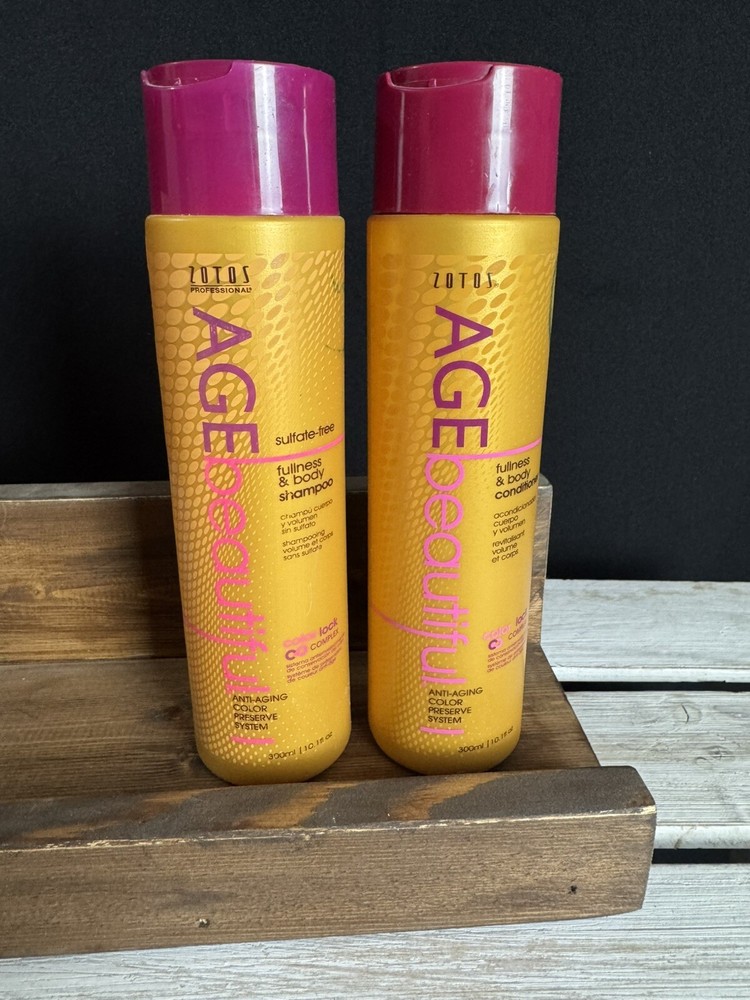 ZOTOS
PROFESSIONAL
AGEbeautiful
sulfate-free
fullness
& body
shampoo
champú cuerpo
y volumen
sin sulfato
shampooing
volume et corps
sans sulfate
color lock
COMPLEX
ANTI-AGING
COLOR
PRESERVE
SYSTEM
300ml | 10.1fl oz
ZOTOS
AGEbeautiful
fullness
& body
conditioner
acondicionador
cuerpo
y volumen
revitalisant
volume
et corps
color lock
ANTI-AGING
COLOR
PRESERVE
SYSTEM
300ml | 10.1fl oz